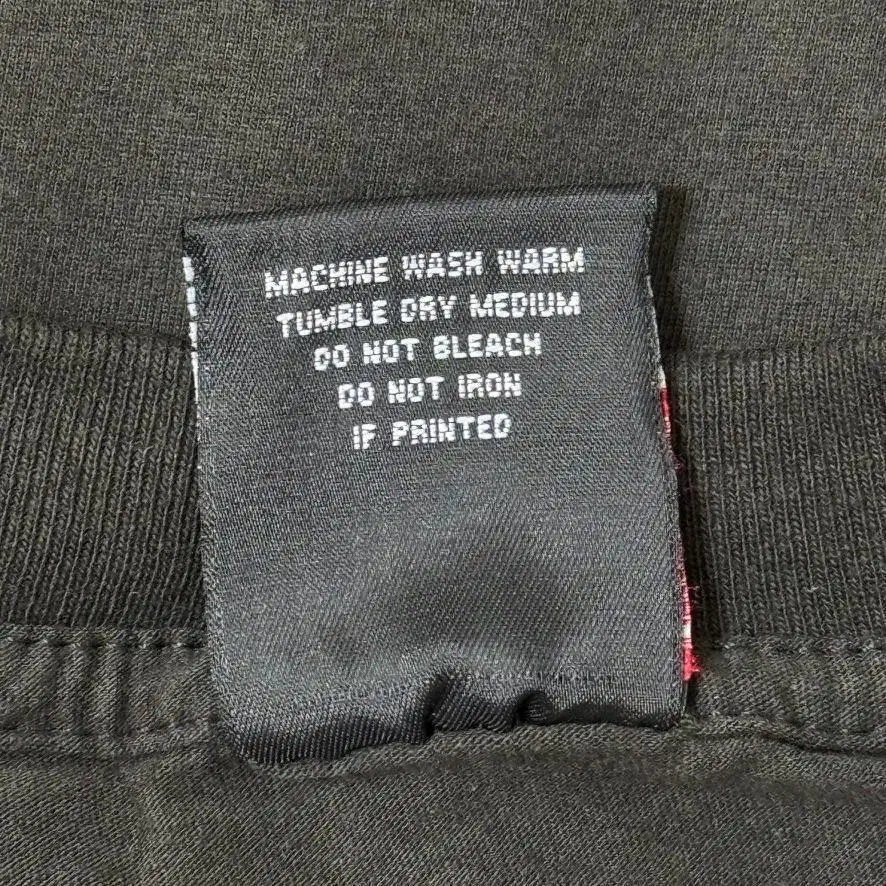 MACHINE WASH WARM
TUMBLE DRY MEDIUM
DO NOT BLEACH
DO NOT IRON
IF PRINTED